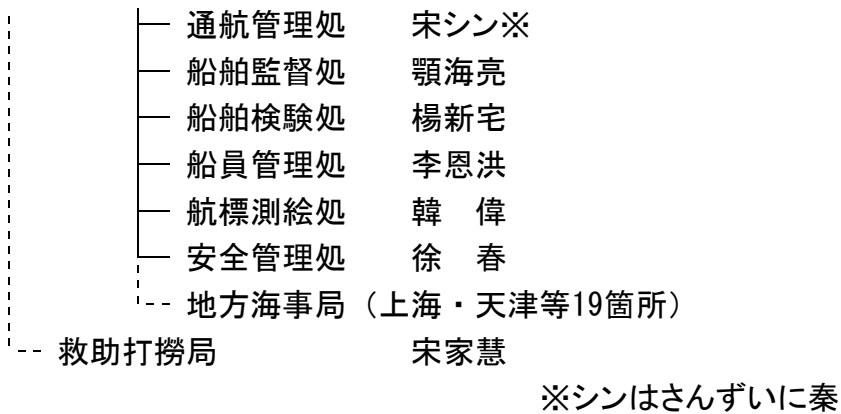 通航管理処　宋シン※
船舶監督処　顎海亮
船舶検験処　楊新宅
船員管理処　李恩洪
航標測絵処　韓　偉
安全管理処　徐　春
地方海事局（上海・天津等19箇所）
救助打撈局　宋家慧
※シンはさんずいに秦